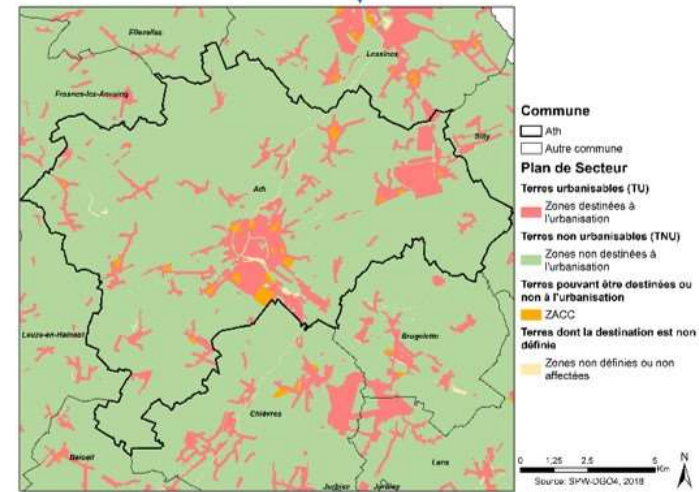 Ellezelles
Lessines
Frasnes-lez-Anvaing
Silly
Ath
Leuze-en-Hainaut
Brugelette
Chièvres
Beloeil
Lens
Jurbise
Jurbise
Commune
Ath
Autre commune
Plan de Secteur
Terres urbanisables (TU)
Zones destinées à
l'urbanisation
Terres non urbanisables (TNU)
Zones non destinées à
l'urbanisation
Terres pouvant être destinées ou
non à l'urbanisation
ZACC
Terres dont la destination est non
définie
Zones non définies ou non
affectées
0 1,25 2,5 5
Km
N
Source: SPW-DGO4, 2018